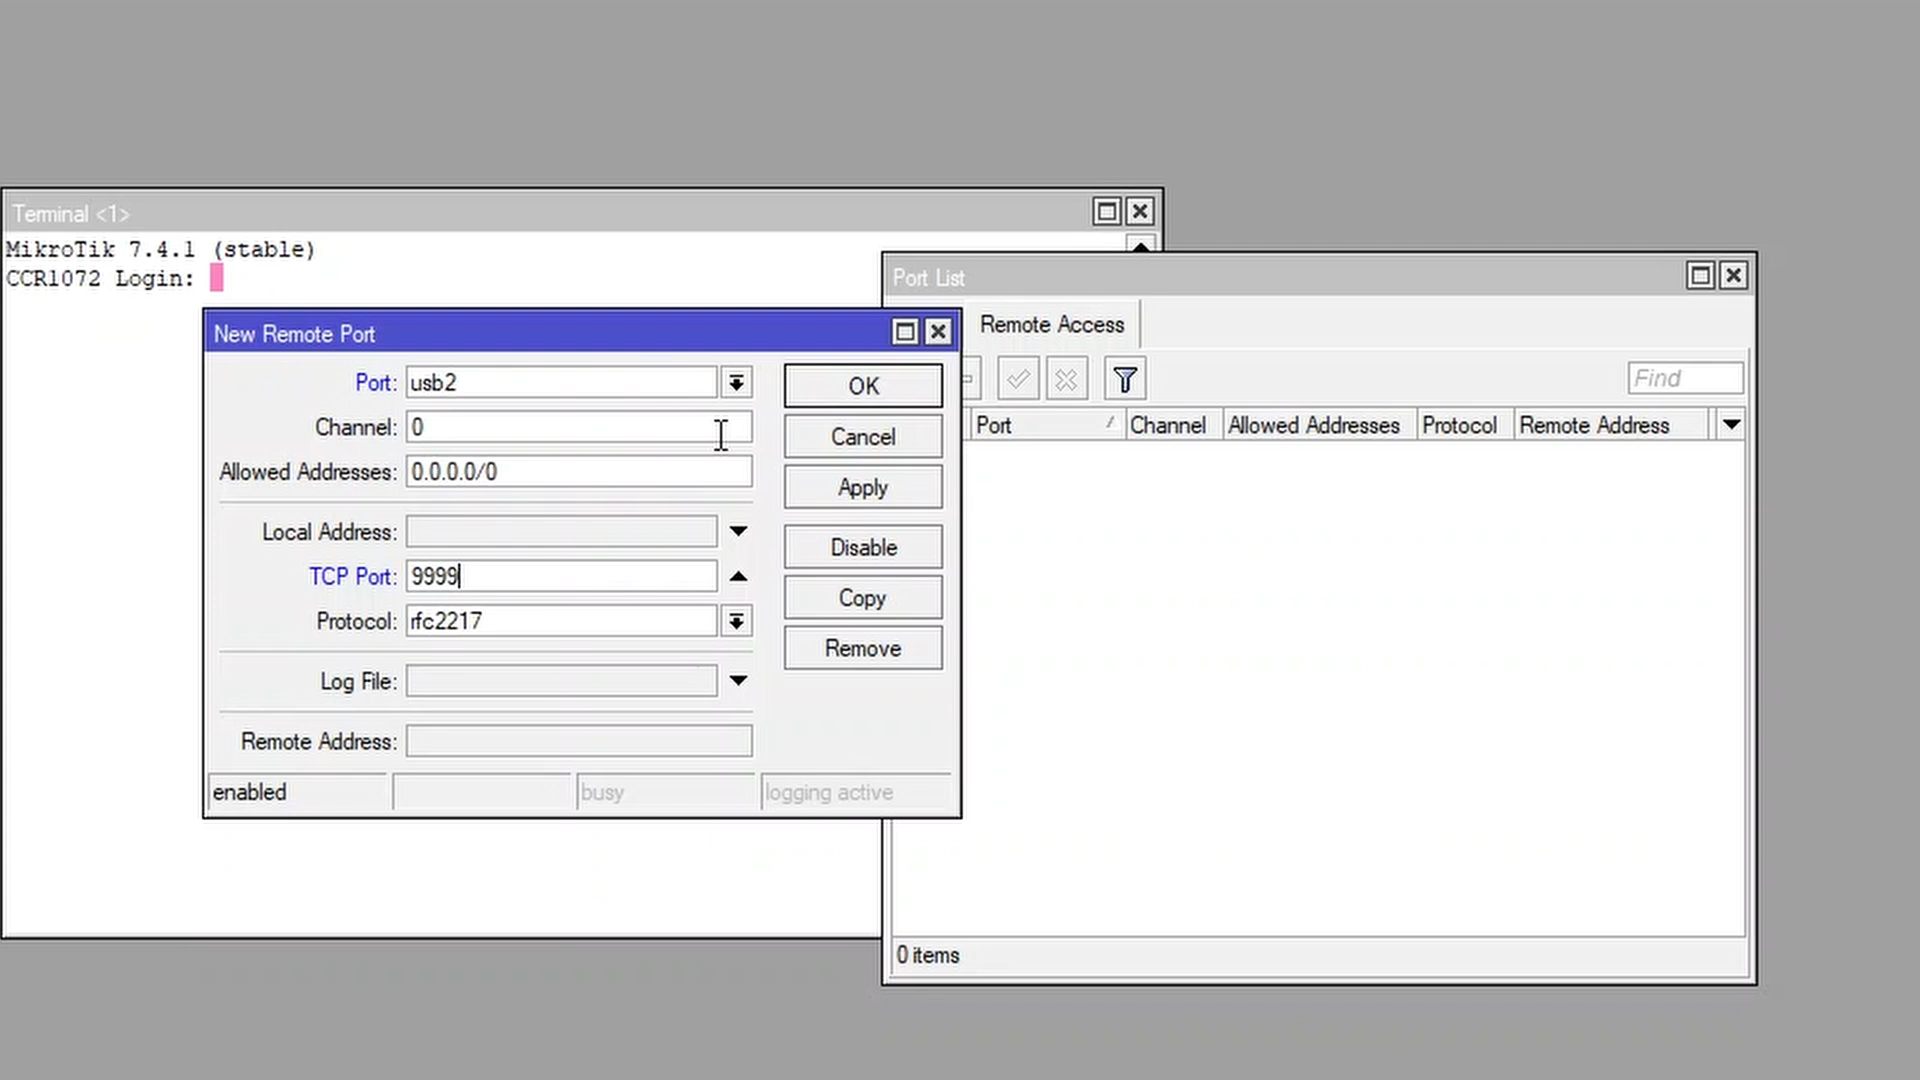 Terminal <1>
MikroTik 7.4.1 (stable)
CCR1072 Login:
Port List
Remote Access
Find
Port
Channel
Allowed Addresses
Protocol
Remote Address
0 items
New Remote Port
Port: usb2
Channel: 0
Allowed Addresses: 0.0.0.0/0
Local Address:
TCP Port: 9999
Protocol: rfc2217
Log File:
Remote Address:
OK
Cancel
Apply
Disable
Copy
Remove
enabled
busy
logging active